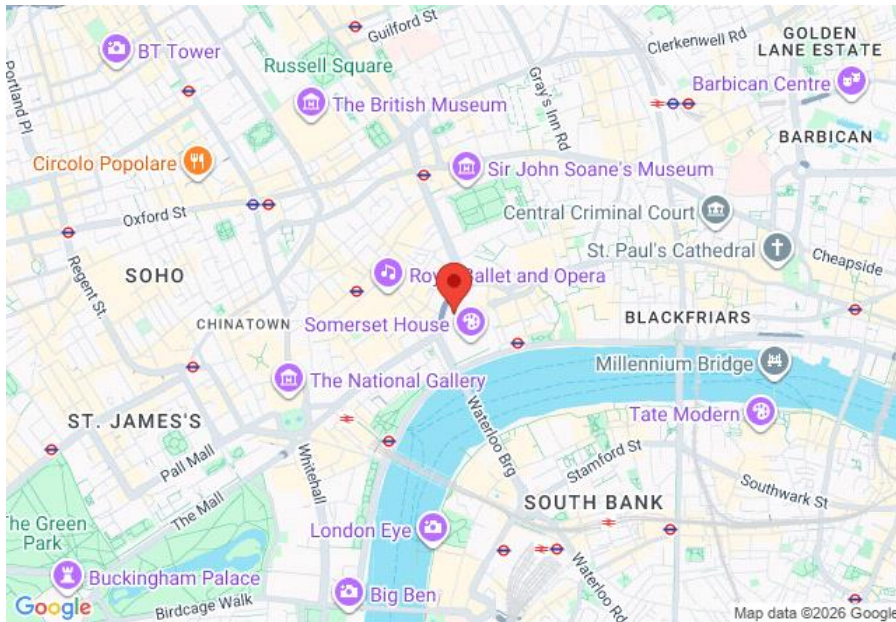 GOLDEN
LANE ESTATE
Guilford St
Clerkenwell Rd
BT Tower
Portland Pl
Russell Square
Barbican Centre
The British Museum
Gray's Inn Rd
BARBICAN
Circolo Popolare
Sir John Soane's Museum
Oxford St
Central Criminal Court
St. Paul's Cathedral
Cheapside
SOHO
Regent St.
Royal Ballet and Opera
CHINATOWN
Somerset House
BLACKFRIARS
Millennium Bridge
The National Gallery
Waterloo Brg
Tate Modern
ST. JAMES'S
Pall Mall
Whitehall
Stamford St
Southwark St
The Mall
SOUTH BANK
The Green
Park
London Eye
Waterloo Rd
Buckingham Palace
Big Ben
Birdcage Walk
Google
Map data ©2026 Google